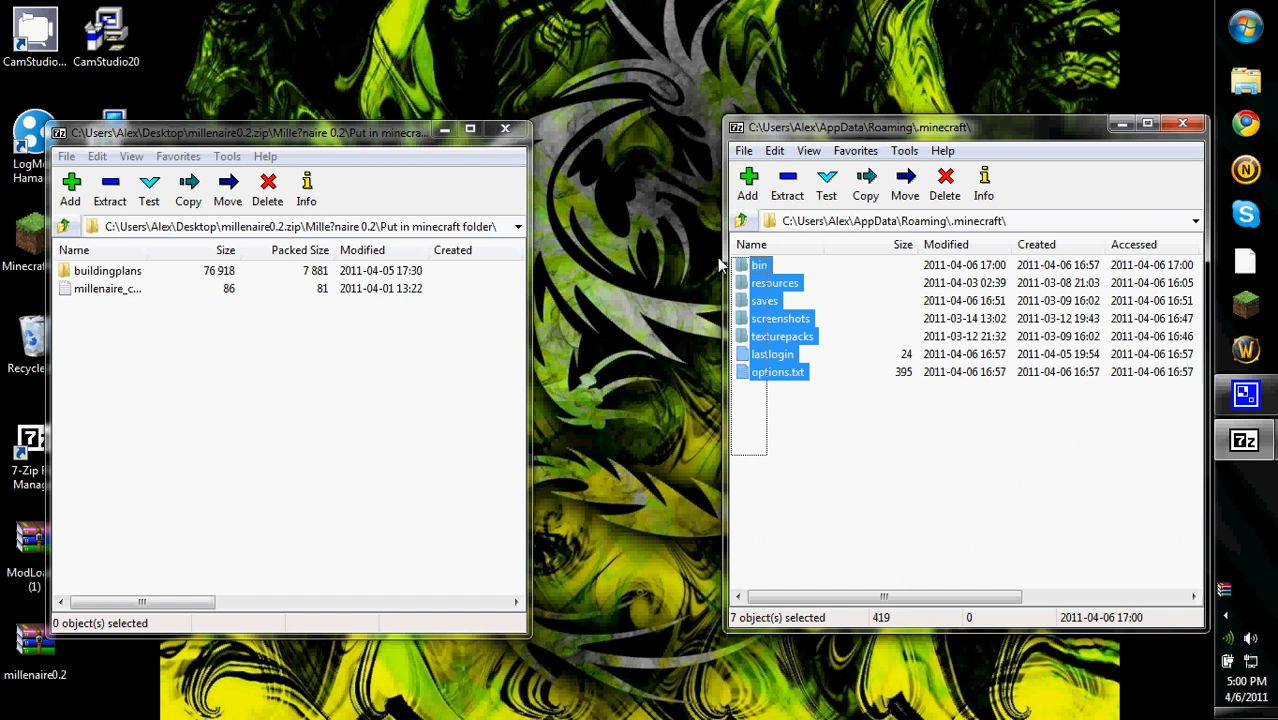 CamStudio...
CamStudio20
LogMe
Hama
Minecraf
Recycle
7-Zip F
Manag
ModLoa
(1)
millenaire0.2
C:\Users\Alex\Desktop\millenaire0.2.zip\Mille?naire 0.2\Put in minecra...
File Edit View Favorites Tools Help
Add Extract Test Copy Move Delete Info
C:\Users\Alex\Desktop\millenaire0.2.zip\Mille?naire 0.2\Put in minecraft folder\
Name Size Packed Size Modified Created
buildingplans 76 918 7 881 2011-04-05 17:30
millenaire_c... 86 81 2011-04-01 13:22
0 object(s) selected
C:\Users\Alex\AppData\Roaming\.minecraft\
File Edit View Favorites Tools Help
Add Extract Test Copy Move Delete Info
C:\Users\Alex\AppData\Roaming\.minecraft\
Name Size Modified Created Accessed
bin 2011-04-06 17:00 2011-04-06 16:57 2011-04-06 17:00
resources 2011-04-03 02:39 2011-03-08 21:03 2011-04-06 16:05
saves 2011-04-06 16:51 2011-03-09 16:02 2011-04-06 16:51
screenshots 2011-03-14 13:02 2011-03-12 19:43 2011-04-06 16:47
texturepacks 2011-03-12 21:32 2011-03-09 16:02 2011-04-06 16:46
lastlogin 24 2011-04-06 16:57 2011-04-05 19:54 2011-04-06 16:57
options.txt 395 2011-04-06 16:57 2011-04-06 16:57 2011-04-06 16:57
7 object(s) selected 419 0 2011-04-06 17:00
5:00 PM
4/6/2011